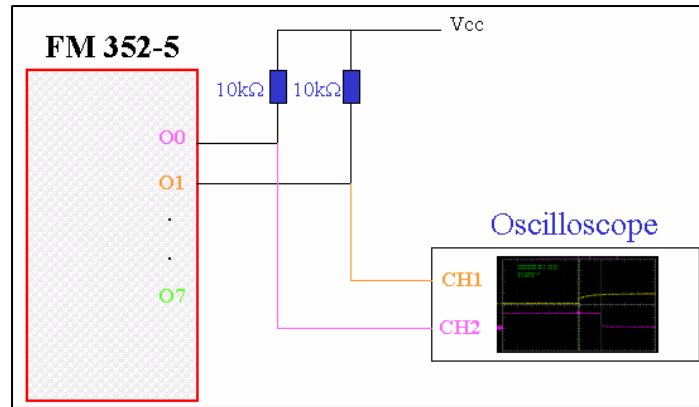 Vcc
FM 352-5
10kΩ 10kΩ
O0
O1
.
.
O7
Oscilloscope
CH1
CH2